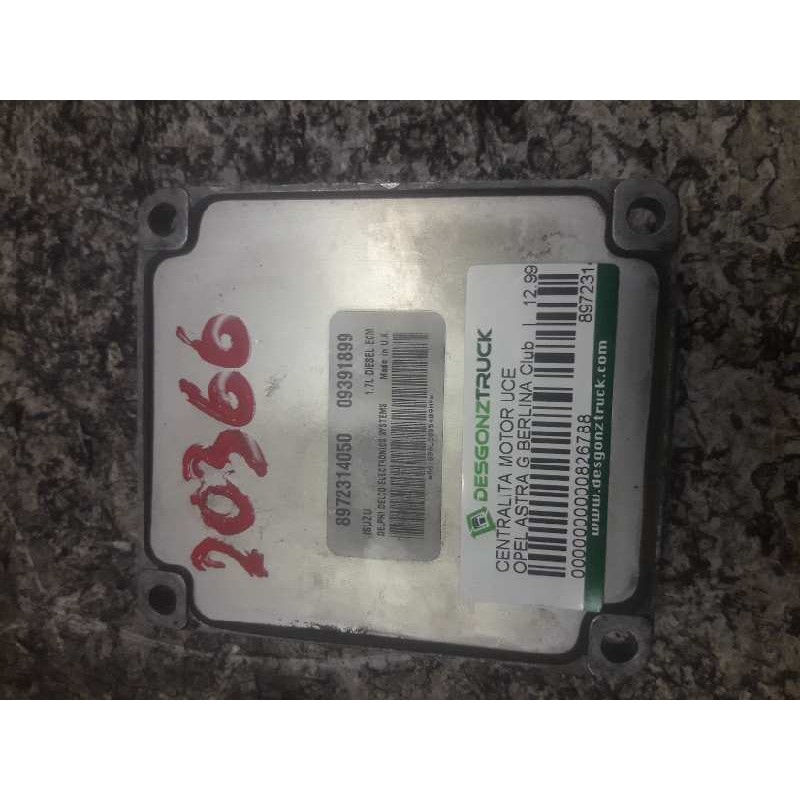 20366
8972314050 09391899
ISUZU 1.7L DIESEL ECM
DELPHI DELCO ELECTRONICS SYSTEMS Made in U.K
DESGONZTRUCK
CENTRALITA MOTOR UCE
OPEL ASTRA G BERLINA Club | 12.99
897231
00000000000826788
www.desgonztruck.com